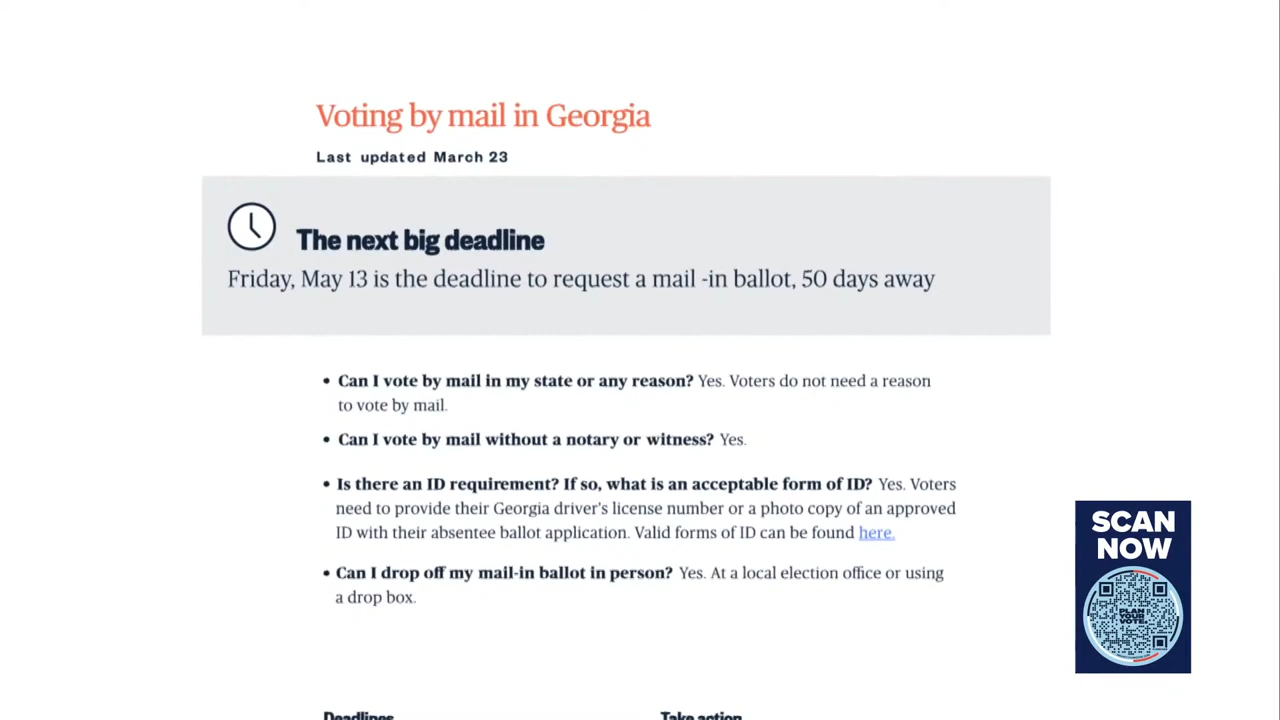 Voting by mail in Georgia
Last updated March 23
The next big deadline
Friday, May 13 is the deadline to request a mail -in ballot, 50 days away
• Can I vote by mail in my state or any reason? Yes. Voters do not need a reason
to vote by mail.
• Can I vote by mail without a notary or witness? Yes.
• Is there an ID requirement? If so, what is an acceptable form of ID? Yes. Voters
need to provide their Georgia driver's license number or a photo copy of an approved
ID with their absentee ballot application. Valid forms of ID can be found here.
• Can I drop off my mail-in ballot in person? Yes. At a local election office or using
a drop box.
SCAN
NOW
PLAN
YOUR
VOTE.
Deadlines
Take action